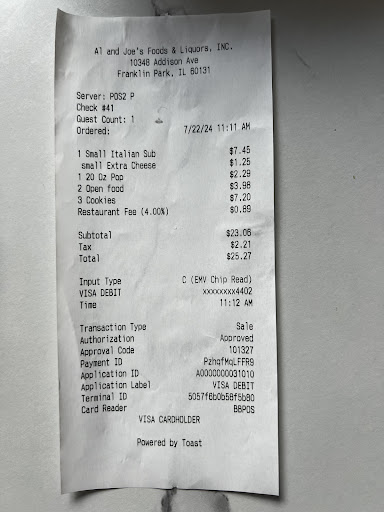 Al and Joe's Foods & Liquors, INC.
10348 Addison Ave
Franklin Park, IL 60131
Server: POS2 P
Check #41
Guest Count: 1
Ordered: 7/22/24 11:11 AM
1 Small Italian Sub $7.45
small Extra Cheese $1.25
1 20 Oz Pop $2.29
2 Open food $3.98
3 Cookies $7.20
Restaurant Fee (4.00%) $0.89
Subtotal $23.06
Tax $2.21
Total $25.27
Input Type C (EMV Chip Read)
VISA DEBIT xxxxxxxx4402
Time 11:12 AM
Transaction Type Sale
Authorization Approved
Approval Code 101327
Payment ID PzhqfMqLFFR9
Application ID A0000000031010
Application Label VISA DEBIT
Terminal ID 5057f6b0b58f5b80
Card Reader BBPOS
VISA CARDHOLDER
Powered by Toast